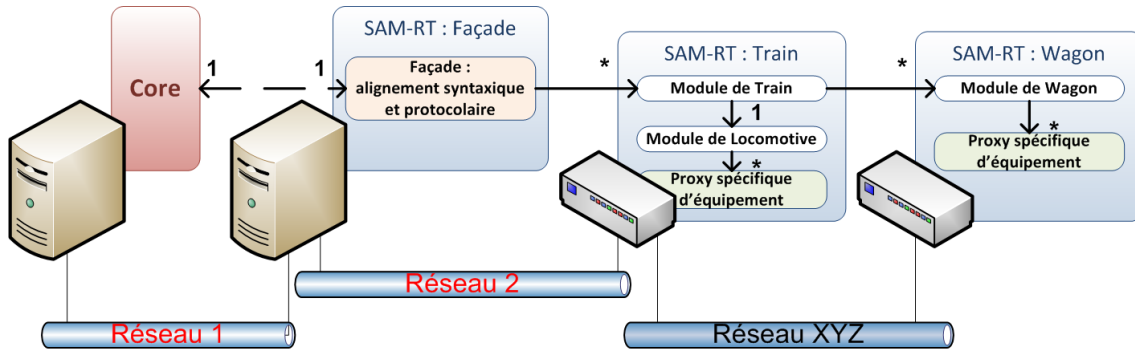 Core
1
1
SAM-RT : Façade
Façade :
alignement syntaxique
et protocolaire
*
SAM-RT : Train
Module de Train
1
Module de Locomotive
*
Proxy spécifique
d'équipement
*
SAM-RT : Wagon
Module de Wagon
*
Proxy spécifique
d'équipement
Réseau 1
Réseau 2
Réseau XYZ